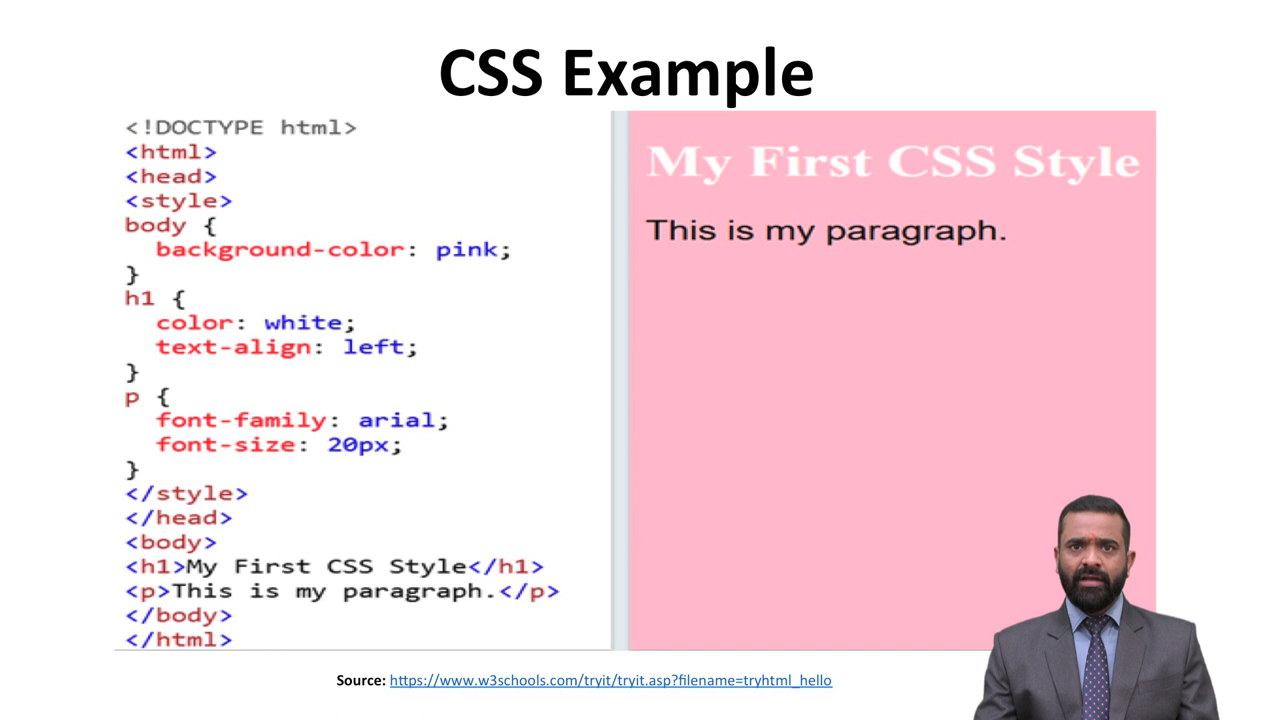 CSS Example
<!DOCTYPE html>
<html>
<head>
<style>
body {
  background-color: pink;
}
h1 {
  color: white;
  text-align: left;
}
p {
  font-family: arial;
  font-size: 20px;
}
</style>
</head>
<body>
<h1>My First CSS Style</h1>
<p>This is my paragraph.</p>
</body>
</html>
My First CSS Style
This is my paragraph.
Source: https://www.w3schools.com/tryit/tryit.asp?filename=tryhtml_hello